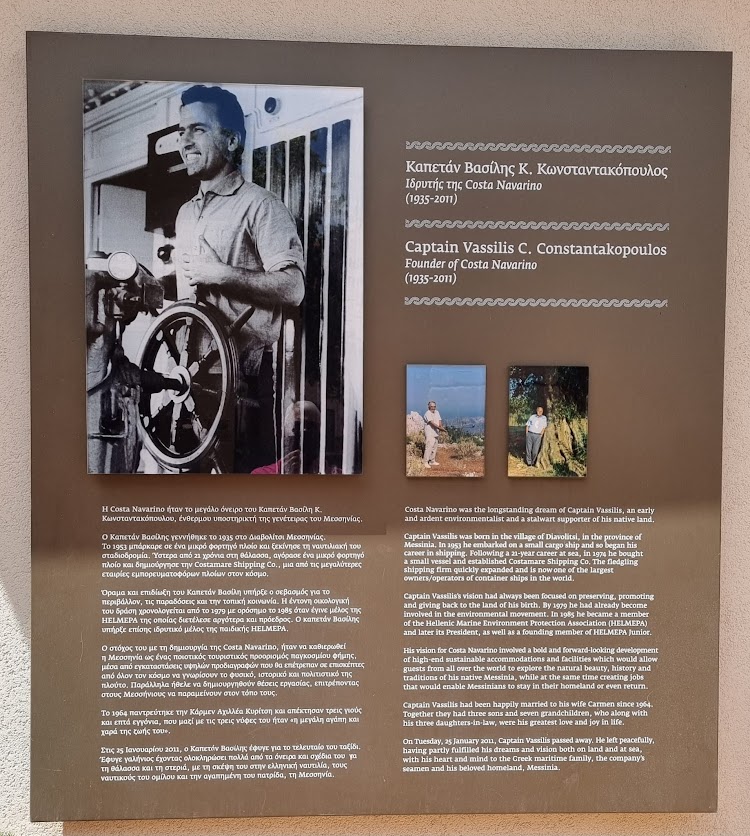 Καπετάν Βασίλης Κ. Κωνσταντακόπουλος
Ιδρυτής της Costa Navarino
(1935-2011)
Captain Vassilis C. Constantakopoulos
Founder of Costa Navarino
(1935-2011)
Η Costa Navarino ήταν το μεγάλο όνειρο του Καπετάν Βασίλη Κ.
Κωνσταντακόπουλου, ένθερμου υποστηρικτή της γενέτειρας του Μεσσηνίας.
Ο Καπετάν Βασίλης γεννήθηκε το 1935 στο Διαβολίτσι Μεσσηνίας.
Το 1953 μπάρκαρε σε ένα μικρό φορτηγό πλοίο και ξεκίνησε τη ναυτιλιακή του
σταδιοδρομία. Ύστερα από 21 χρόνια στη θάλασσα, αγόρασε ένα μικρό φορτηγό
πλοίο και δημιούργησε την Costamare Shipping Co., μια από τις μεγαλύτερες
εταιρίες εμπορευματοφόρων πλοίων στον κόσμο.
Όραμα και επιδίωξη του Καπετάν Βασίλη υπήρξε ο σεβασμός για το
περιβάλλον, τις παραδόσεις και την τοπική κοινωνία. Η έντονη οικολογική
του δράση χρονολογείται από το 1979 με ορόσημο το 1985 όταν έγινε μέλος της
HELMEPA της οποίας διετέλεσε αργότερα και πρόεδρος. Ο καπετάν Βασίλης
υπήρξε επίσης ιδρυτικό μέλος της παιδικής HELMEPA.
Ο στόχος του με τη δημιουργία της Costa Navarino, ήταν να καθιερωθεί
η Μεσσηνία ως ένας ποιοτικός τουριστικός προορισμός παγκοσμίου φήμης,
μέσα από εγκαταστάσεις υψηλών προδιαγραφών που θα επέτρεπαν σε επισκέπτες
από όλον τον κόσμο να γνωρίσουν το φυσικό, ιστορικό και πολιτιστικό της
πλούτο. Παράλληλα ήθελε να δημιουργηθούν θέσεις εργασίας, επιτρέποντας
στους Μεσσήνιους να παραμείνουν στον τόπο τους.
Το 1964 παντρεύτηκε την Κάρμεν Αχιλλέα Κυρίτση και απέκτησαν τρεις γιούς
και επτά εγγόνια, που μαζί με τις τρεις νύφες του ήταν «η μεγάλη αγάπη και
χαρά της ζωής του».
Στις 25 Ιανουαρίου 2011, ο Καπετάν Βασίλης έφυγε για το τελευταίο του ταξίδι.
Έφυγε γαλήνιος έχοντας ολοκληρώσει πολλά από τα όνειρα και σχέδια του για
τη θάλασσα και τη στεριά, με τη σκέψη του στην ελληνική ναυτιλία, τους
ναυτικούς του ομίλου και την αγαπημένη του πατρίδα, τη Μεσσηνία.
Costa Navarino was the longstanding dream of Captain Vassilis, an early
and ardent environmentalist and a stalwart supporter of his native land.
Captain Vassilis was born in the village of Diavolitsi, in the province of
Messinia. In 1953 he embarked on a small cargo ship and so began his
career in shipping. Following a 21-year career at sea, in 1974 he bought
a small vessel and established Costamare Shipping Co. The fledgling
shipping firm quickly expanded and is now one of the largest
owners/operators of container ships in the world.
Captain Vassilis's vision had always been focused on preserving, promoting
and giving back to the land of his birth. By 1979 he had already become
involved in the environmental movement. In 1985 he became a member
of the Hellenic Marine Environment Protection Association (HELMEPA)
and later its President, as well as a founding member of HELMEPA Junior.
His vision for Costa Navarino involved a bold and forward-looking development
of high-end sustainable accommodations and facilities which would allow
guests from all over the world to explore the natural beauty, history and
traditions of his native Messinia, while at the same time creating jobs
that would enable Messinians to stay in their homeland or even return.
Captain Vassilis had been happily married to his wife Carmen since 1964.
Together they had three sons and seven grandchildren, who along with
his three daughters-in-law, were his greatest love and joy in life.
On Tuesday, 25 January 2011, Captain Vassilis passed away. He left peacefully,
having partly fulfilled his dreams and vision both on land and at sea,
with his heart and mind to the Greek maritime family, the company's
seamen and his beloved homeland, Messinia.